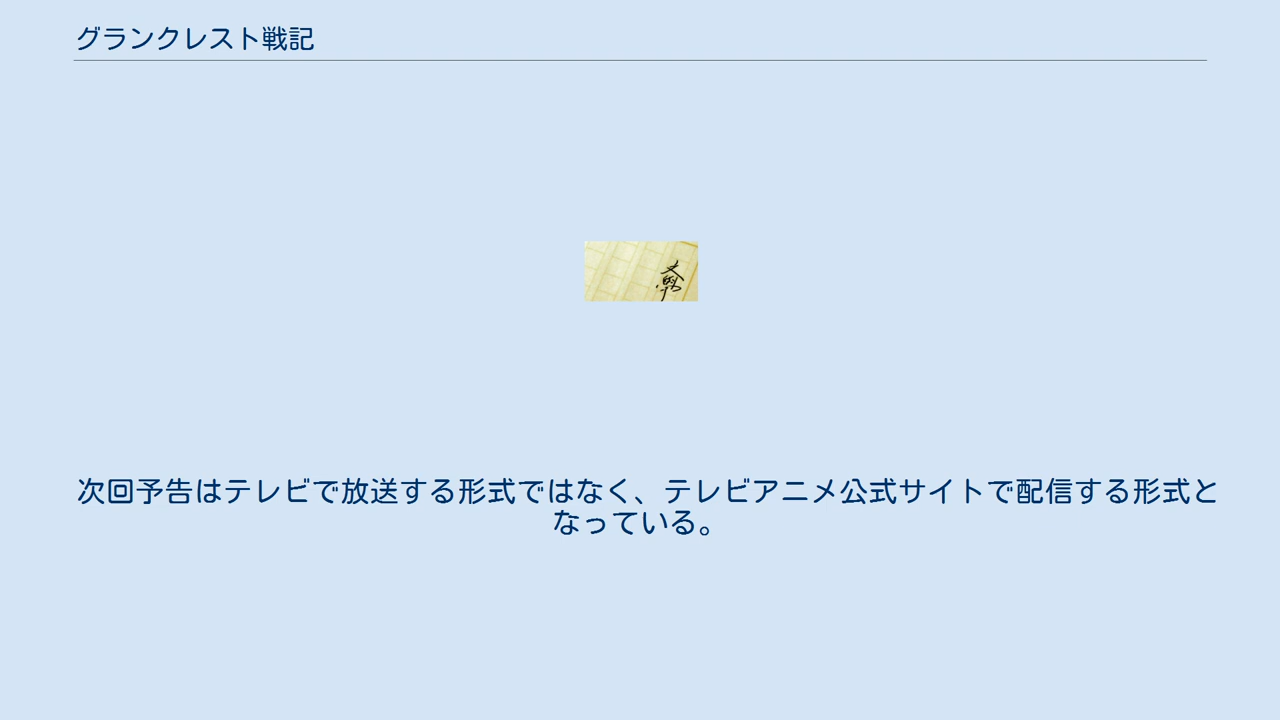 グランクレスト戦記
次回予告はテレビで放送する形式ではなく、テレビアニメ公式サイトで配信する形式と
なっている。